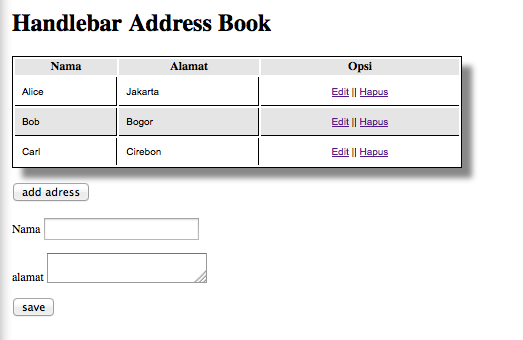 Handlebar Address Book
Nama Alamat Opsi
Alice Jakarta Edit || Hapus
Bob Bogor Edit || Hapus
Carl Cirebon Edit || Hapus
add adress
Nama
alamat
save